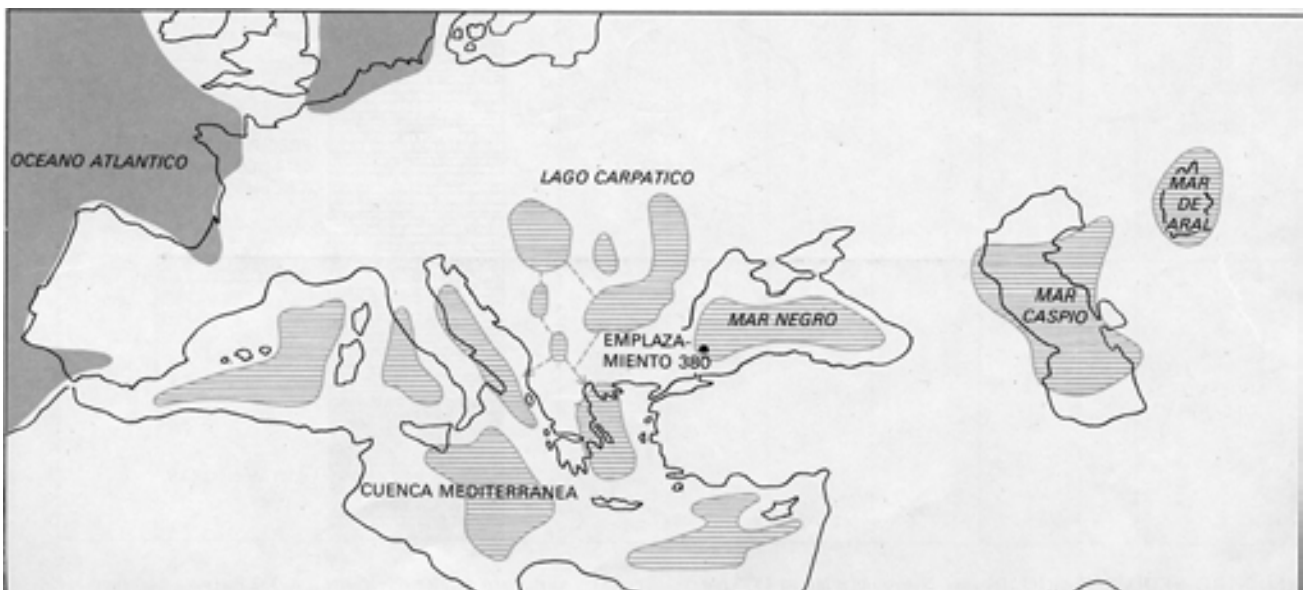 OCEANO ATLANTICO
LAGO CARPATICO
MAR
DE
ARAL
MAR
CASPIO
MAR NEGRO
EMPLAZA-
MIENTO 380
CUENCA MEDITERRANEA